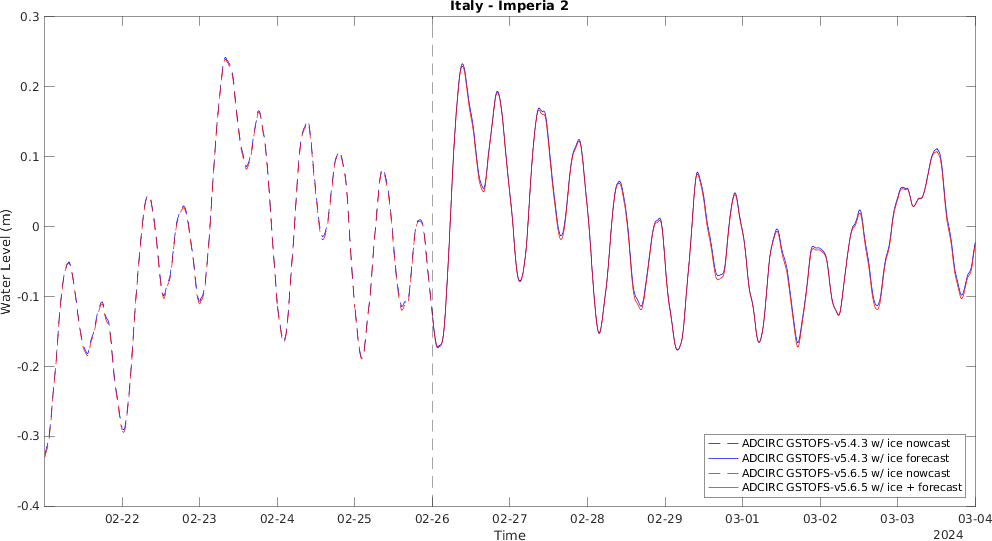 Italy - Imperia 2
0.3
0.2
0.1
0
-0.1
-0.2
-0.3
-0.4
Water Level (m)
ADCIRC GSTOFS-v5.4.3 w/ ice nowcast
ADCIRC GSTOFS-v5.4.3 w/ ice forecast
ADCIRC GSTOFS-v5.6.5 w/ ice nowcast
ADCIRC GSTOFS-v5.6.5 w/ ice + forecast
02-22 02-23 02-24 02-25 02-26 02-27 02-28 02-29 03-01 03-02 03-03 03-04
Time
2024